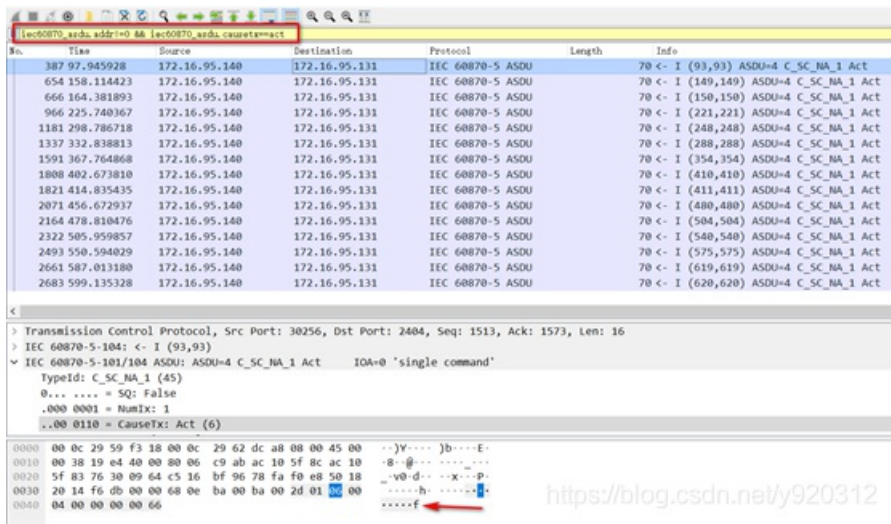 iec60870_asdu.addr!=0 && iec60870_asdu.causetx==act
No. Time Source Destination Protocol Length Info
387 97.945928 172.16.95.140 172.16.95.131 IEC 60870-5 ASDU 70 <- I (93,93) ASDU=4 C_SC_NA_1 Act
654 158.114423 172.16.95.140 172.16.95.131 IEC 60870-5 ASDU 70 <- I (149,149) ASDU=4 C_SC_NA_1 Act
666 164.381893 172.16.95.140 172.16.95.131 IEC 60870-5 ASDU 70 <- I (150,150) ASDU=4 C_SC_NA_1 Act
966 225.740367 172.16.95.140 172.16.95.131 IEC 60870-5 ASDU 70 <- I (221,221) ASDU=4 C_SC_NA_1 Act
1181 298.786718 172.16.95.140 172.16.95.131 IEC 60870-5 ASDU 70 <- I (248,248) ASDU=4 C_SC_NA_1 Act
1337 332.838813 172.16.95.140 172.16.95.131 IEC 60870-5 ASDU 70 <- I (288,288) ASDU=4 C_SC_NA_1 Act
1591 367.764868 172.16.95.140 172.16.95.131 IEC 60870-5 ASDU 70 <- I (354,354) ASDU=4 C_SC_NA_1 Act
1808 402.673810 172.16.95.140 172.16.95.131 IEC 60870-5 ASDU 70 <- I (410,410) ASDU=4 C_SC_NA_1 Act
1821 414.835435 172.16.95.140 172.16.95.131 IEC 60870-5 ASDU 70 <- I (411,411) ASDU=4 C_SC_NA_1 Act
2071 456.672937 172.16.95.140 172.16.95.131 IEC 60870-5 ASDU 70 <- I (480,480) ASDU=4 C_SC_NA_1 Act
2164 478.810476 172.16.95.140 172.16.95.131 IEC 60870-5 ASDU 70 <- I (504,504) ASDU=4 C_SC_NA_1 Act
2322 505.959857 172.16.95.140 172.16.95.131 IEC 60870-5 ASDU 70 <- I (540,540) ASDU=4 C_SC_NA_1 Act
2493 550.594029 172.16.95.140 172.16.95.131 IEC 60870-5 ASDU 70 <- I (575,575) ASDU=4 C_SC_NA_1 Act
2661 587.013180 172.16.95.140 172.16.95.131 IEC 60870-5 ASDU 70 <- I (619,619) ASDU=4 C_SC_NA_1 Act
2683 599.135328 172.16.95.140 172.16.95.131 IEC 60870-5 ASDU 70 <- I (620,620) ASDU=4 C_SC_NA_1 Act
> Transmission Control Protocol, Src Port: 30256, Dst Port: 2404, Seq: 1513, Ack: 1573, Len: 16
> IEC 60870-5-104: <- I (93,93)
IEC 60870-5-101/104 ASDU: ASDU=4 C_SC_NA_1 Act IOA=0 'single command'
TypeId: C_SC_NA_1 (45)
0... .... = SQ: False
.000 0001 = NumIx: 1
..00 0110 = CauseTx: Act (6)
0000 00 0c 29 59 f3 18 00 0c 29 62 dc a8 08 00 45 00 ··)Y···· )b····E·
0010 00 38 19 e4 40 00 80 06 c9 ab ac 10 5f 8c ac 10 ·8··@··· ····_···
0020 5f 83 76 30 09 64 c5 16 bf 96 78 fa f0 e8 50 18 _·v0·d·· ··x···P·
0030 20 14 f6 db 00 00 68 0e ba 00 ba 00 2d 01 06 00 ······h· ····-···
0040 04 00 00 00 00 66 ·····f
https://blog.csdn.net/y920312